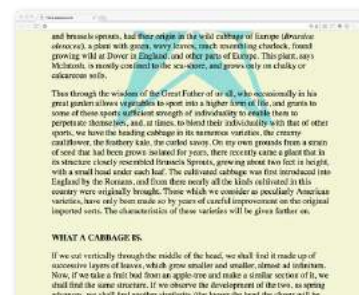 and brussels sprouts, had their origin in the wild cabbage of Europe (Brassica
oleracea), a plant with green, wavy leaves, much resembling charlock, found
growing wild at Dover in England, and other parts of Europe. This plant, says
McIntosh, is mostly confined to the sea-shore, and grows only on chalky or
calcareous soils.
Thus through the wisdom of the Great Father of us all, who occasionally in his
great garden allows vegetables to sport into a higher form of life, and grants to
some of these sports sufficient strength of individuality to enable them to
perpetuate themselves, and, at times, to blend their individuality with that of other
sports, we have the heading cabbage in its numerous varieties, the creamy
cauliflower, the feathery kale, the curled savoy. On my own grounds from a strain
of seed that had been grown isolated for years, there recently came a plant that in
its structure closely resembled Brussels Sprouts, growing about two feet in height,
with a small head under each leaf. The cultivated cabbage was first introduced into
England by the Romans, and from there nearly all the kinds cultivated in this
country were originally brought. Those which we consider as peculiarly American
varieties, have only been made so by years of careful improvement on the original
imported sorts. The characteristics of these varieties will be given farther on.
WHAT A CABBAGE IS.
If we cut vertically through the middle of the head, we shall find it made up of
successive layers of leaves, which grow smaller and smaller, almost ad infinitum.
Now, if we take a fruit bud from an apple-tree and make a similar section of it, we
shall find the same structure. If we observe the development of the two, as spring